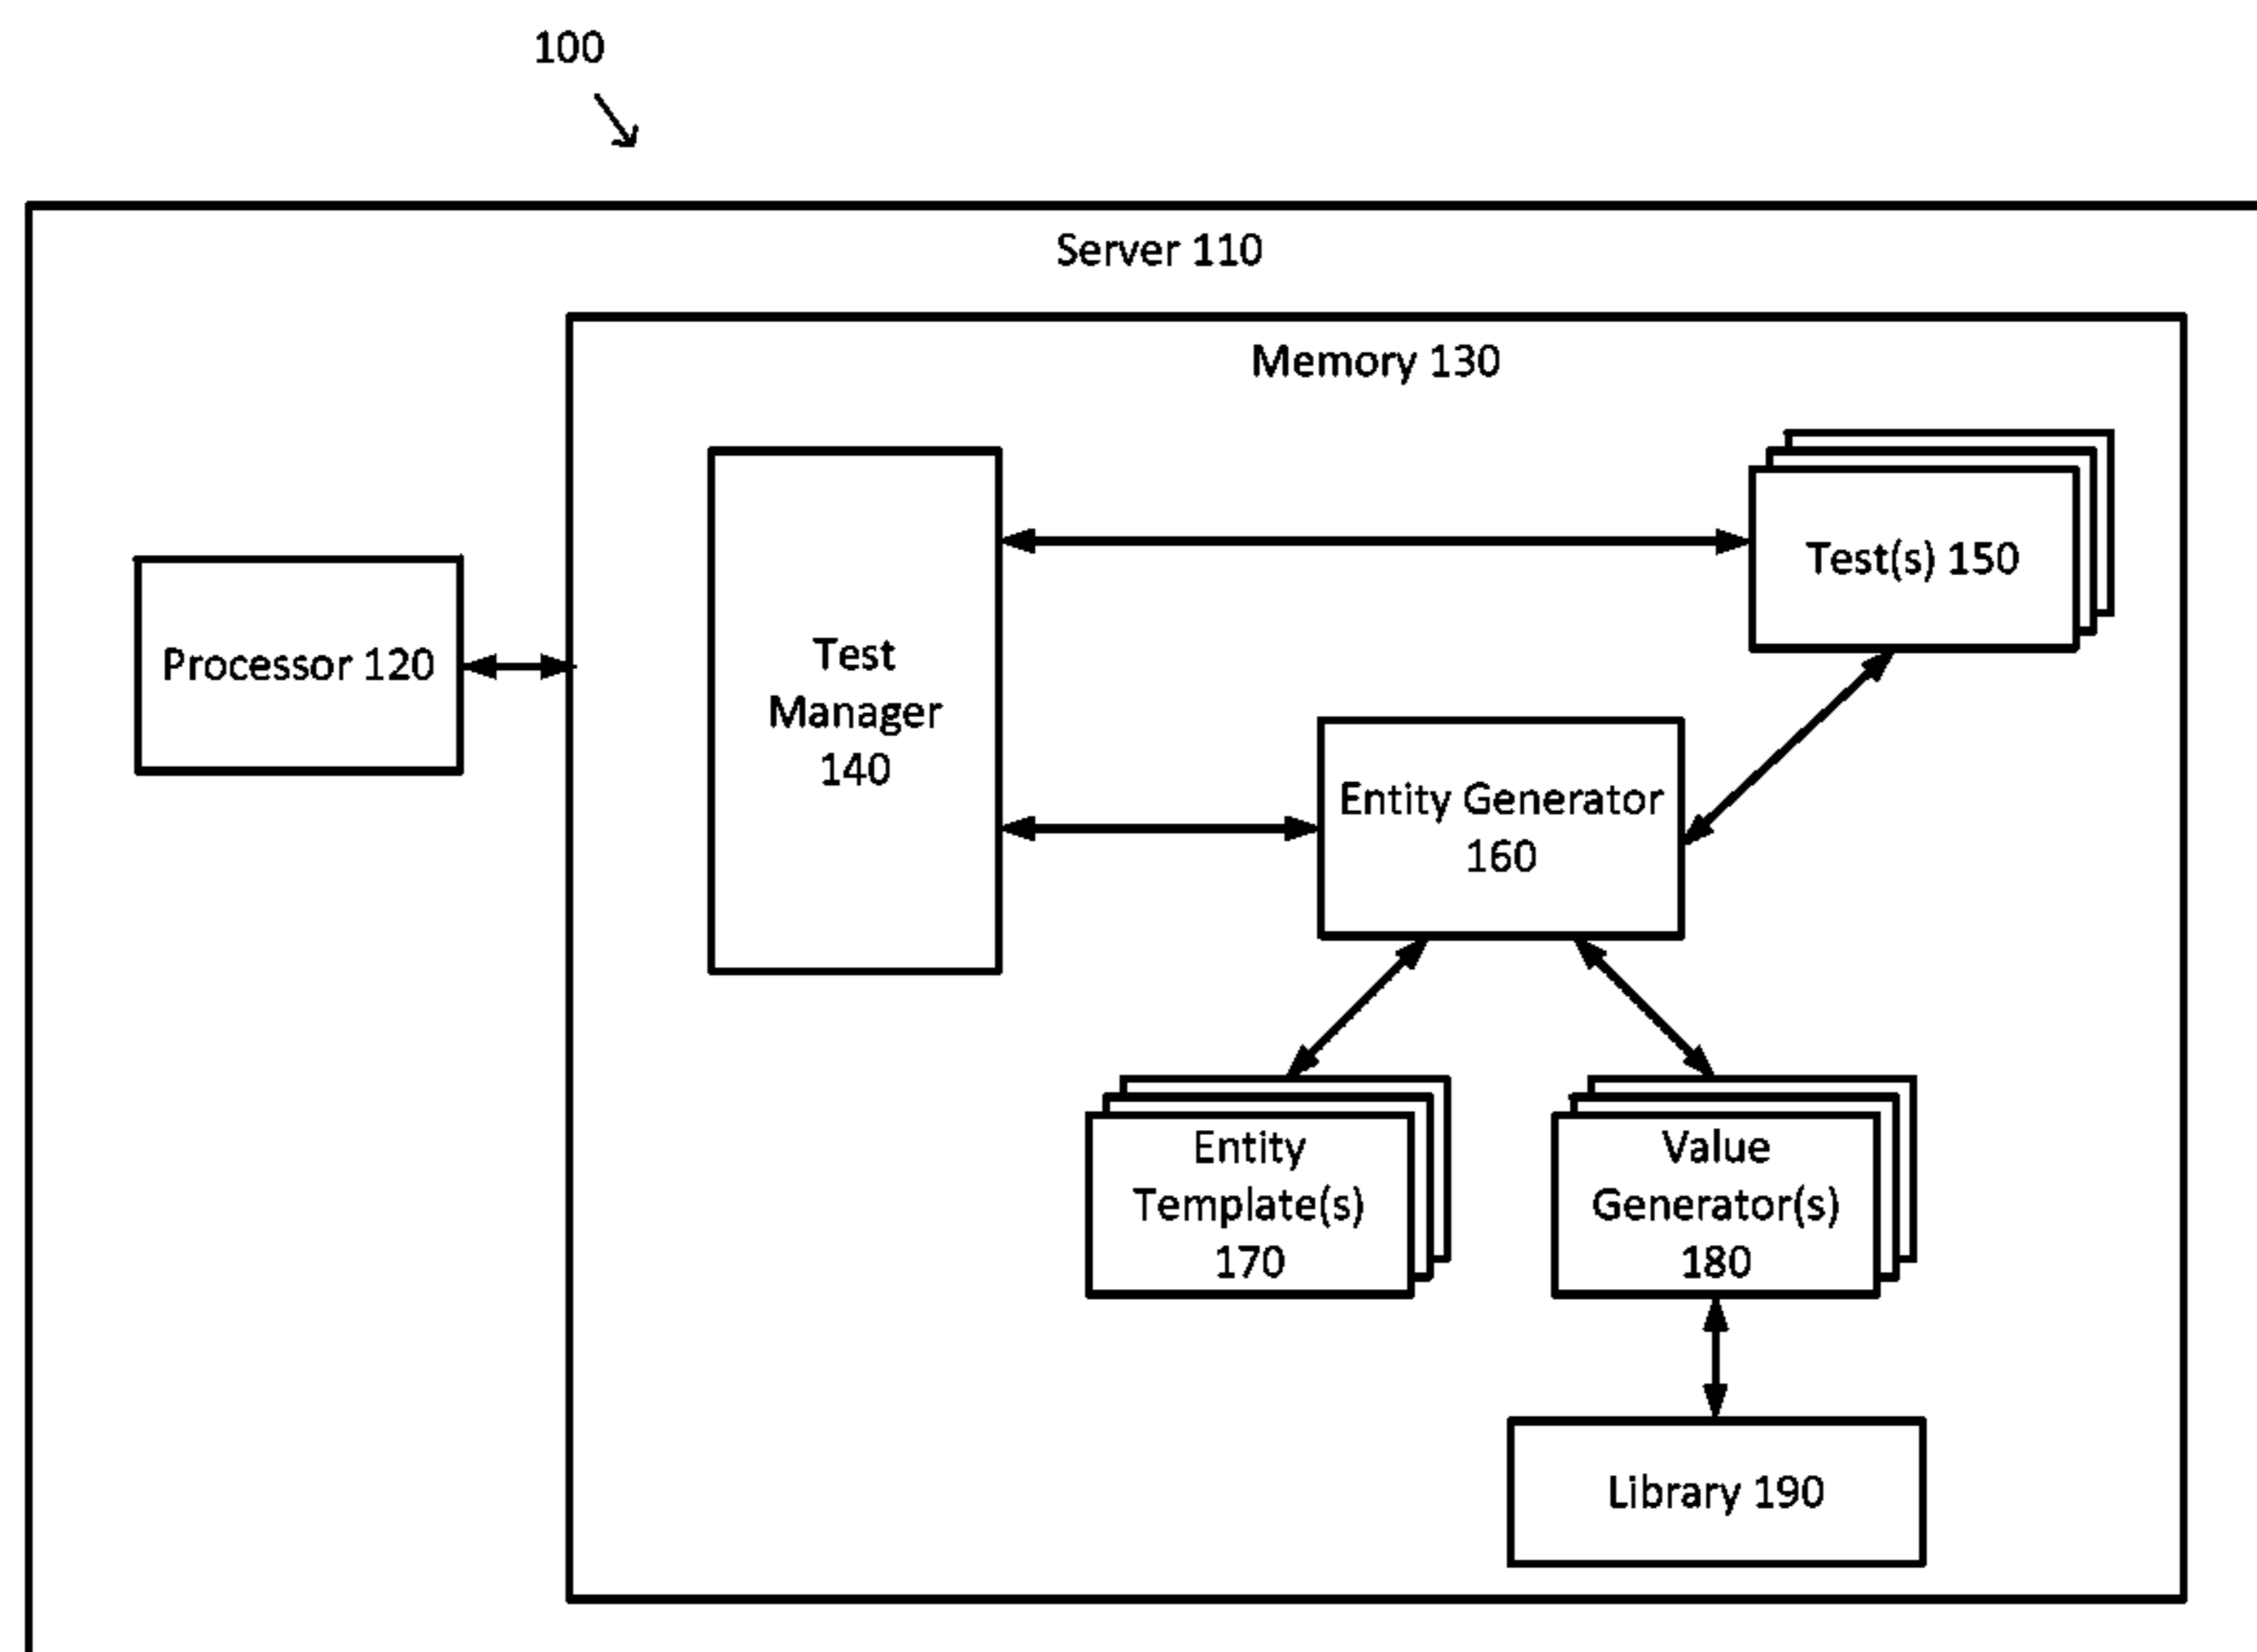 100
Server 110
Memory 130
Test(s) 150
Processor 120
Test
Manager
140
Entity Generator
160
Entity
Template(s)
170
Value
Generator(s)
180
Library 190